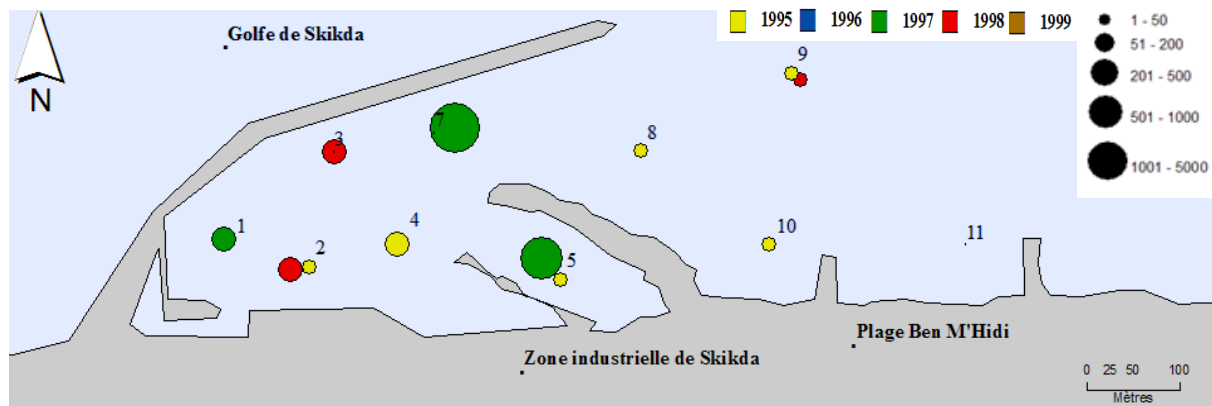 1995 1996 1997 1998 1999
1 - 50
51 - 200
201 - 500
501 - 1000
1001 - 5000
Golfe de Skikda
N
9
7
3
8
1
2
4
5
10
11
Plage Ben M'Hidi
Zone industrielle de Skikda
0 25 50 100
Mètres